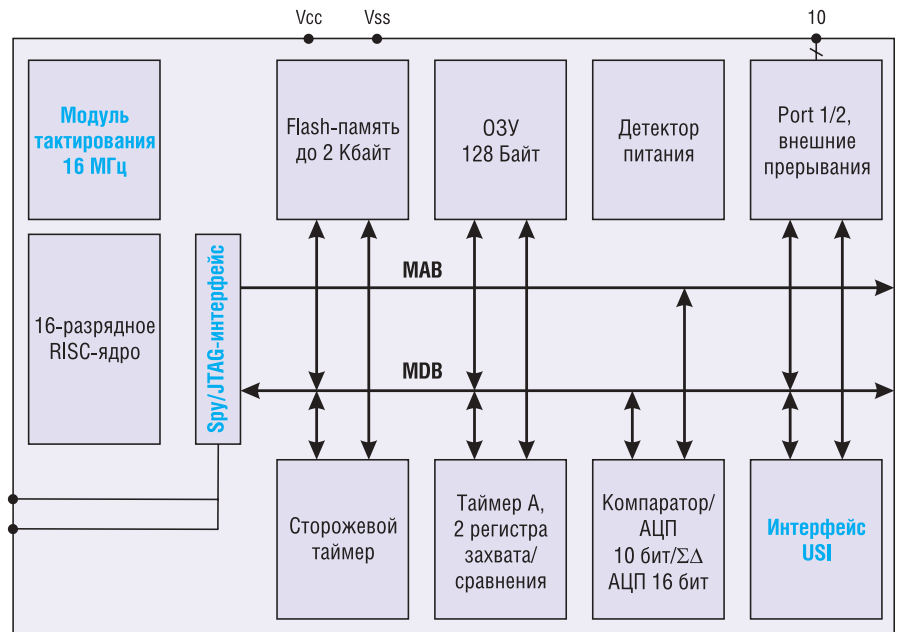 Vcc
Vss
10
Модуль
тактирования
16 МГц
Flash-память
до 2 Кбайт
ОЗУ
128 Байт
Детектор
питания
Port 1/2,
внешние
прерывания
16-разрядное
RISC-ядро
Spy/JTAG-интерфейс
MAB
MDB
Сторожевой
таймер
Таймер А,
2 регистра
захвата/
сравнения
Компаратор/
АЦП
10 бит/ΣΔ
АЦП 16 бит
Интерфейс
USI